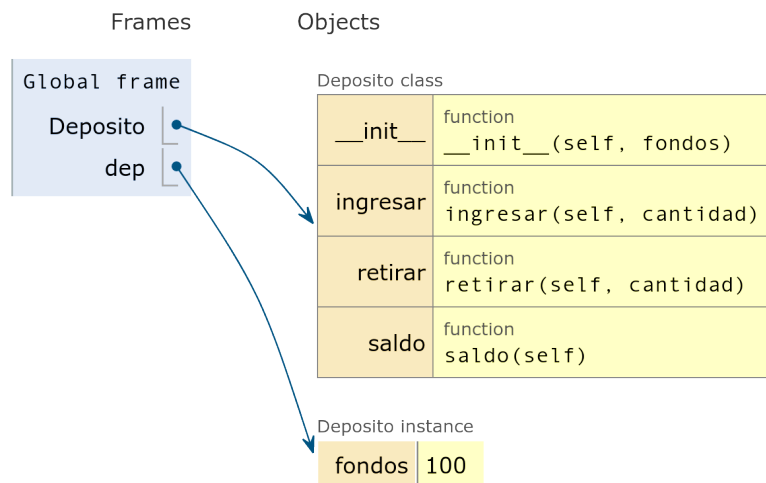 Frames Objects
Global frame
Deposito
dep
Deposito class
__init__ function
__init__(self, fondos)
ingresar function
ingresar(self, cantidad)
retirar function
retirar(self, cantidad)
saldo function
saldo(self)
Deposito instance
fondos 100